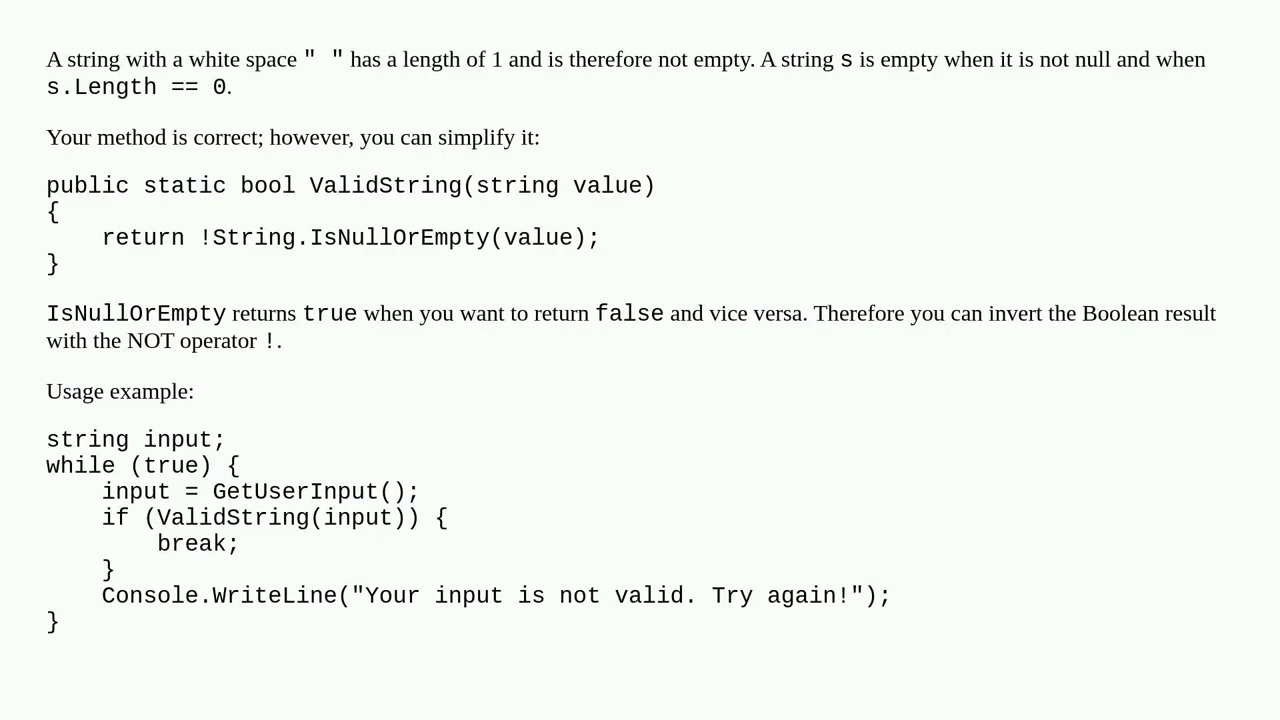 A string with a white space " " has a length of 1 and is therefore not empty. A string s is empty when it is not null and when
s.Length == 0.
Your method is correct; however, you can simplify it:
public static bool ValidString(string value)
{
    return !String.IsNullOrEmpty(value);
}
IsNullOrEmpty returns true when you want to return false and vice versa. Therefore you can invert the Boolean result
with the NOT operator !.
Usage example:
string input;
while (true) {
    input = GetUserInput();
    if (ValidString(input)) {
        break;
    }
    Console.WriteLine("Your input is not valid. Try again!");
}